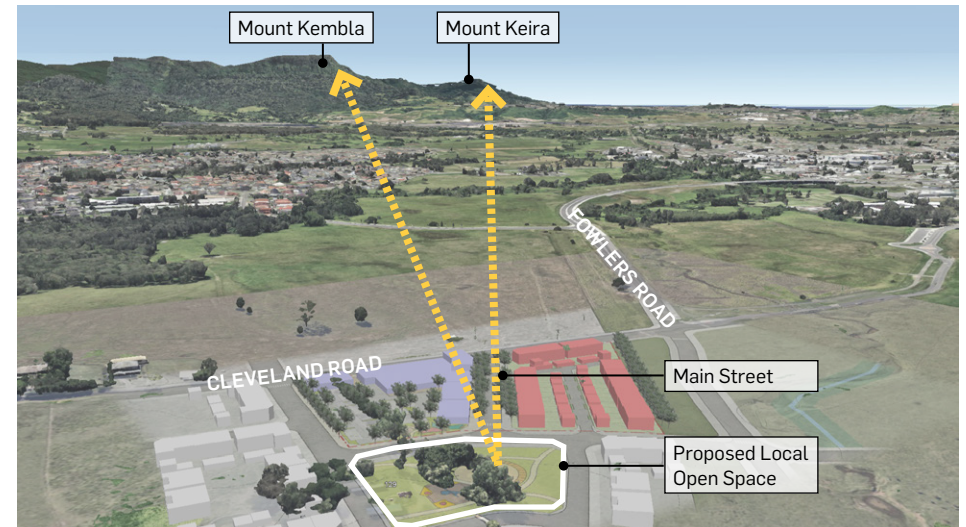 Mount Kembla
Mount Keira
FOWLERS ROAD
CLEVELAND ROAD
Main Street
Proposed Local
Open Space